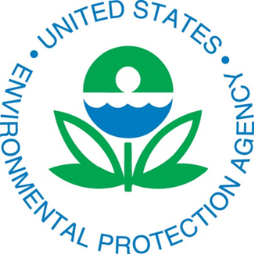 UNITED STATES
• ENVIRONMENTAL PROTECTION AGENCY •